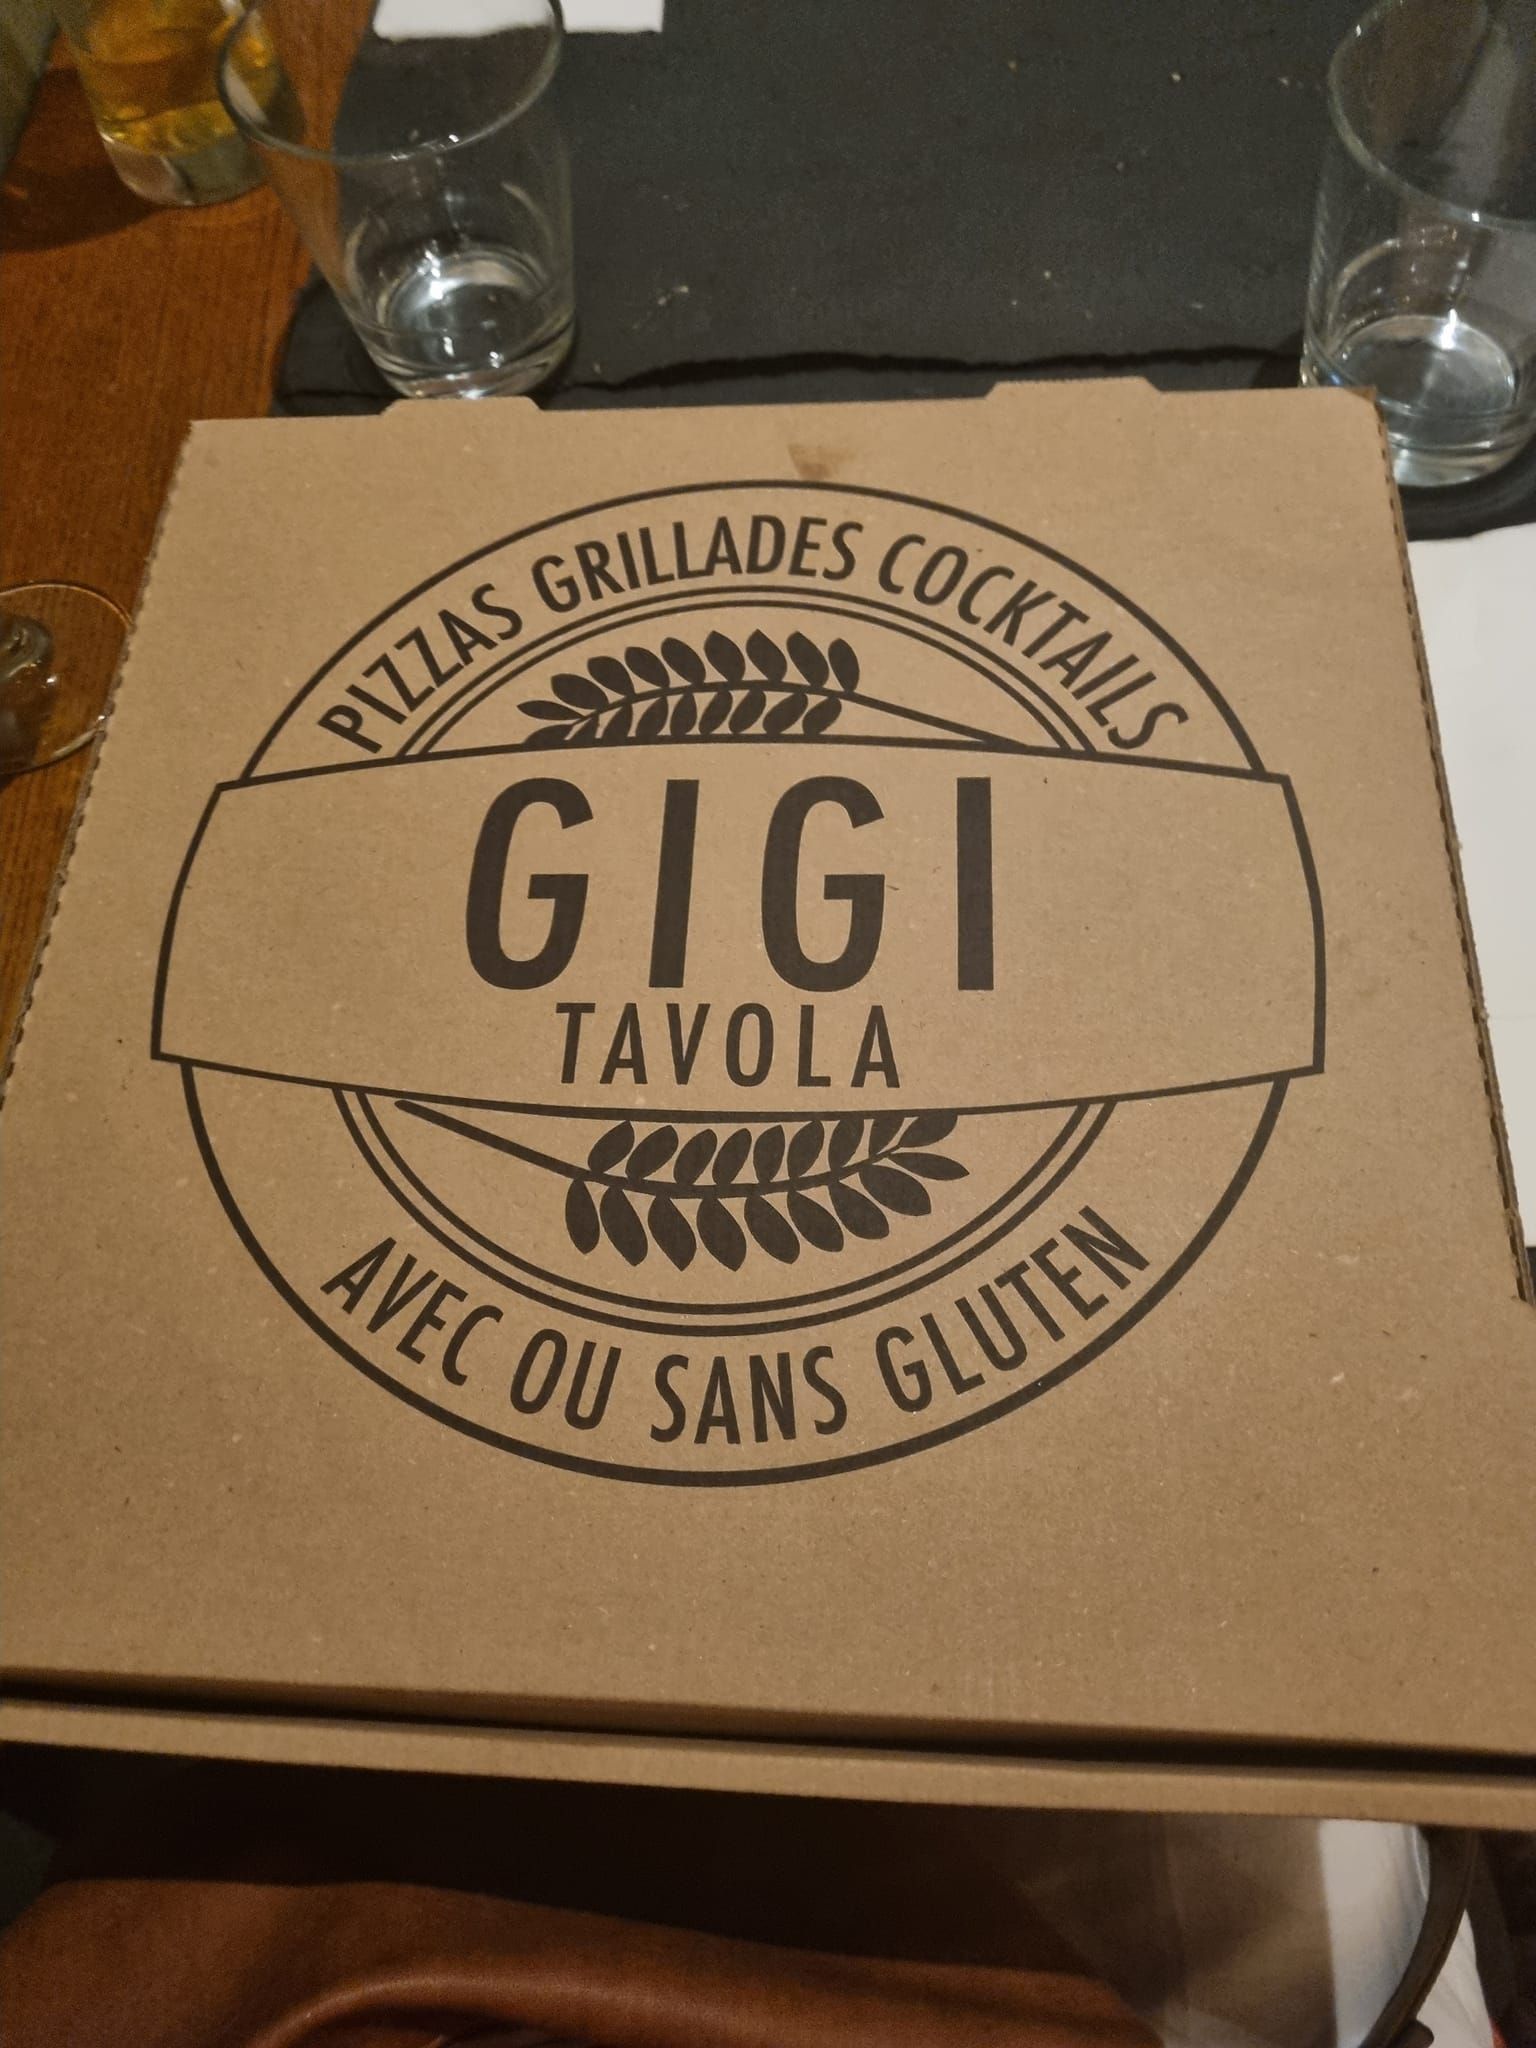 PIZZAS GRILLADES COCKTAILS
GIGI
TAVOLA
AVEC OU SANS GLUTEN